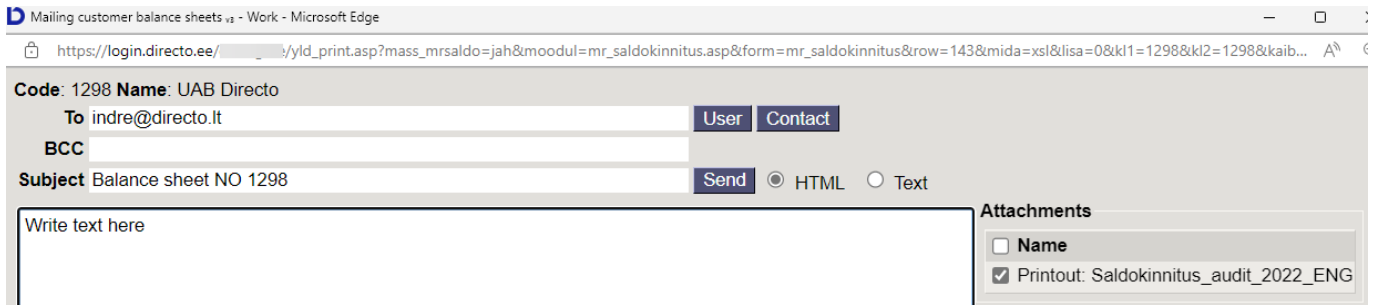 Mailing customer balance sheets v3 - Work - Microsoft Edge
https://login.directo.ee/ /yld_print.asp?mass_mrsaldo=jah&moodul=mr_saldokinnitus.asp&form=mr_saldokinnitus&row=143&mida=xsl&lisa=0&kl1=1298&kl2=1298&kaib...
Code: 1298 Name: UAB Directo
To indre@directo.lt User Contact
BCC
Subject Balance sheet NO 1298 Send HTML Text
Write text here
Attachments
Name
Printout: Saldokinnitus_audit_2022_ENG